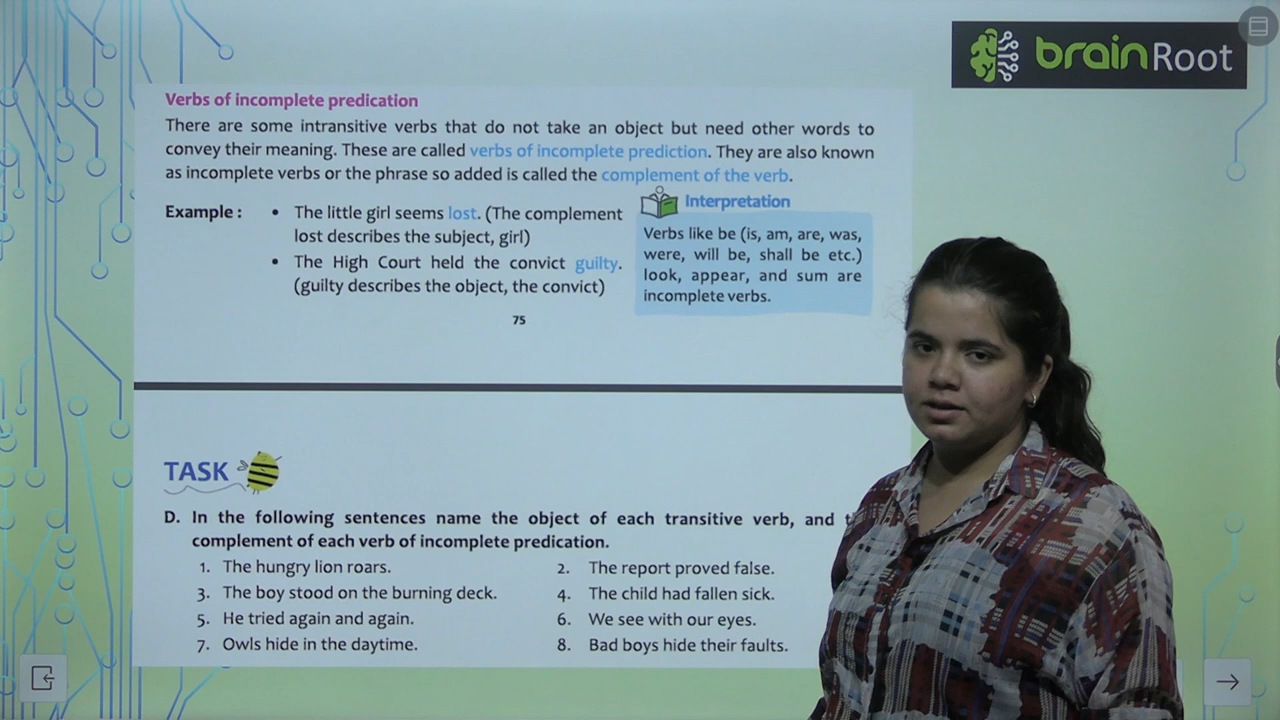 brainRoot
Verbs of incomplete predication
There are some intransitive verbs that do not take an object but need other words to
convey their meaning. These are called verbs of incomplete prediction. They are also known
as incomplete verbs or the phrase so added is called the complement of the verb.
Example : • The little girl seems lost. (The complement
lost describes the subject, girl)
• The High Court held the convict guilty.
(guilty describes the object, the convict)
Interpretation
Verbs like be (is, am, are, was,
were, will be, shall be etc.)
look, appear, and sum are
incomplete verbs.
75
TASK
D. In the following sentences name the object of each transitive verb, and
complement of each verb of incomplete predication.
1. The hungry lion roars.
2. The report proved false.
3. The boy stood on the burning deck.
4. The child had fallen sick.
5. He tried again and again.
6. We see with our eyes.
7. Owls hide in the daytime.
8. Bad boys hide their faults.